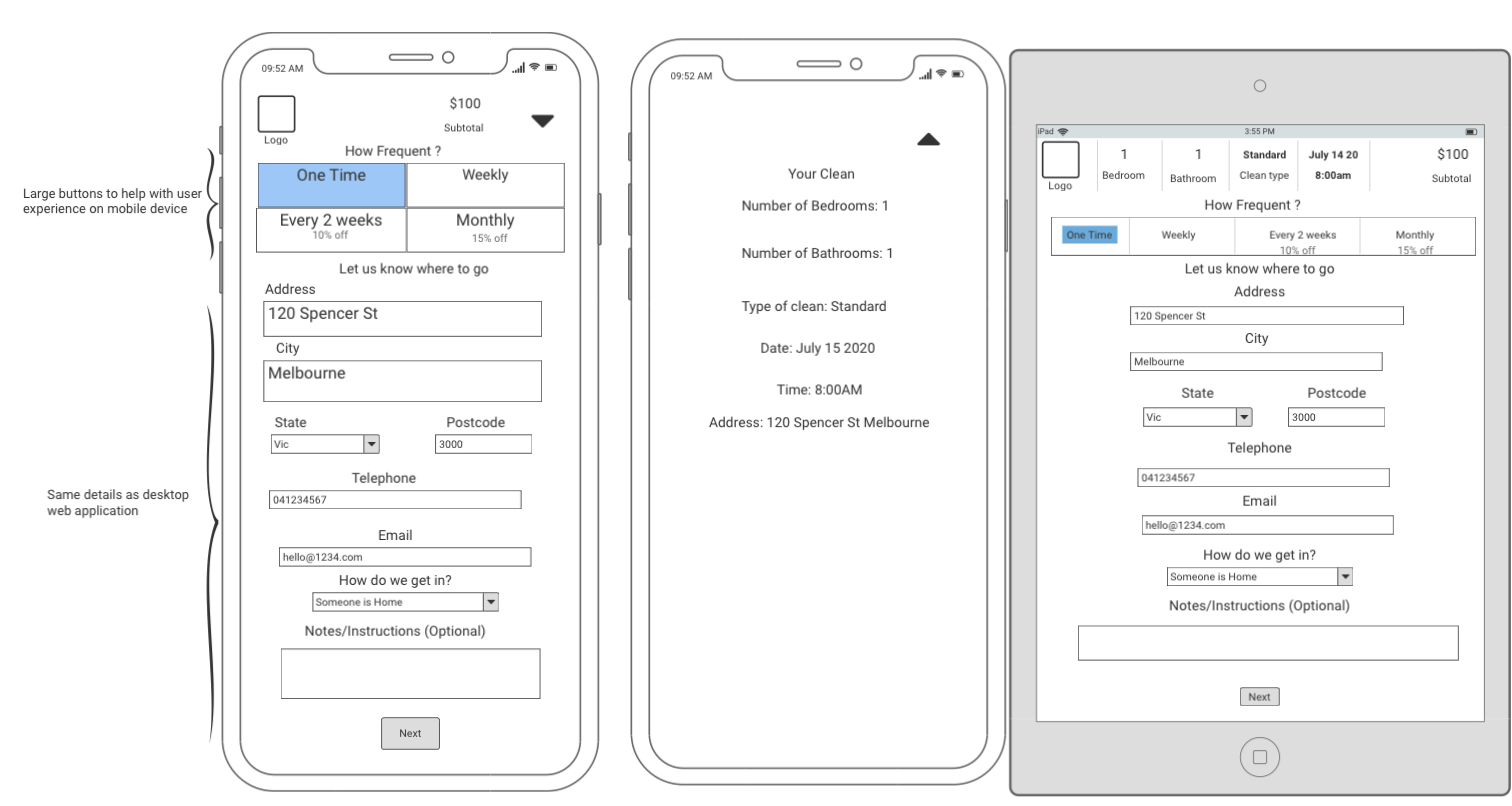 Large buttons to help with user
experience on mobile device
Same details as desktop
web application
09:52 AM
Logo
$100
Subtotal
How Frequent ?
One Time
Weekly
Every 2 weeks
10% off
Monthly
15% off
Let us know where to go
Address
120 Spencer St
City
Melbourne
State
Postcode
Vic
3000
Telephone
041234567
Email
hello@1234.com
How do we get in?
Someone is Home
Notes/Instructions (Optional)
Next
09:52 AM
Your Clean
Number of Bedrooms: 1
Number of Bathrooms: 1
Type of clean: Standard
Date: July 15 2020
Time: 8:00AM
Address: 120 Spencer St Melbourne
iPad
3:55 PM
Logo
1
Bedroom
1
Bathroom
Standard
Clean type
July 14 20
8:00am
$100
Subtotal
How Frequent ?
One Time
Weekly
Every 2 weeks
10% off
Monthly
15% off
Let us know where to go
Address
120 Spencer St
City
Melbourne
State
Postcode
Vic
3000
Telephone
041234567
Email
hello@1234.com
How do we get in?
Someone is Home
Notes/Instructions (Optional)
Next